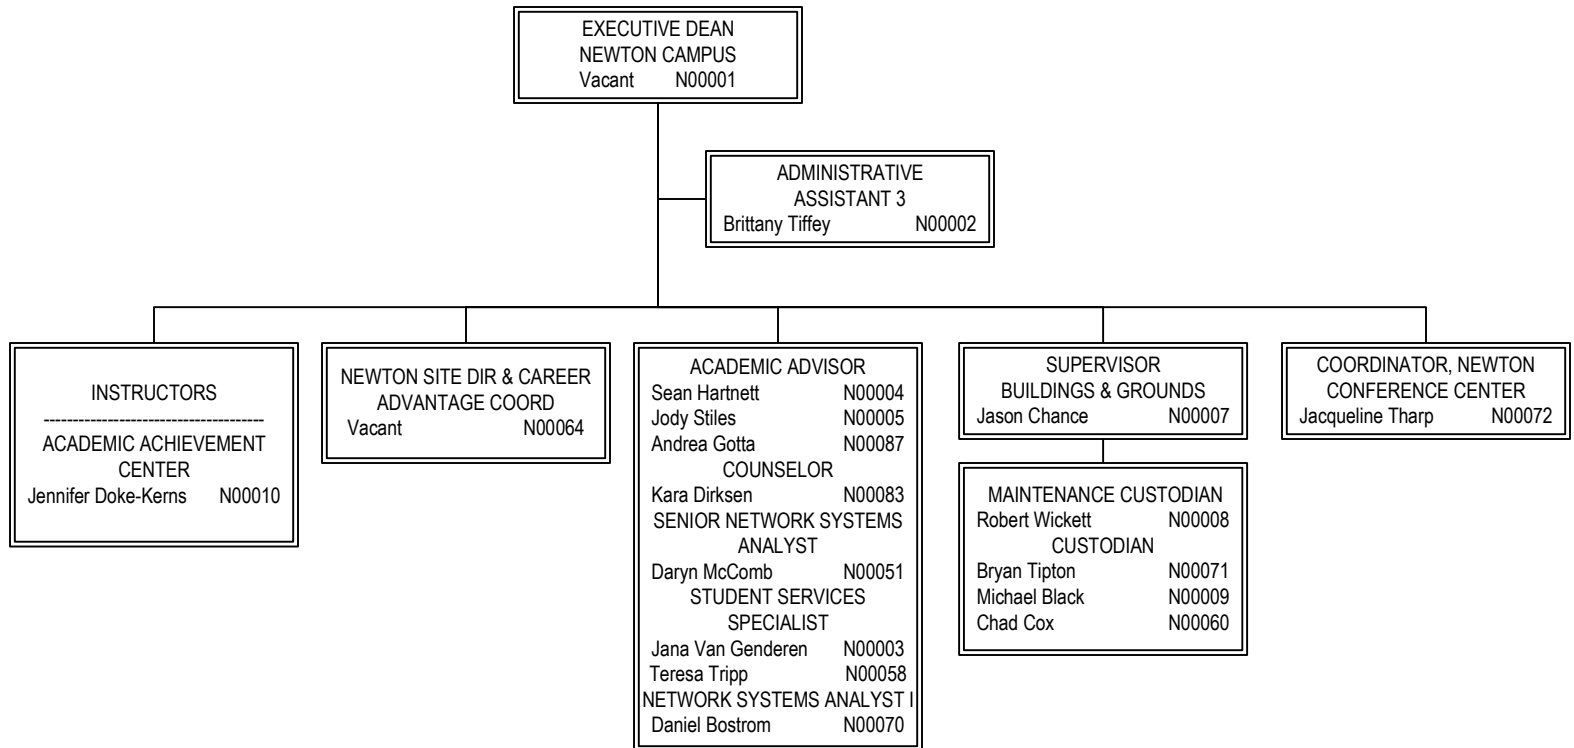 EXECUTIVE DEAN
NEWTON CAMPUS
Vacant N00001
ADMINISTRATIVE
ASSISTANT 3
Brittany Tiffey N00002
INSTRUCTORS
--------------------------------------
ACADEMIC ACHIEVEMENT
CENTER
Jennifer Doke-Kerns N00010
NEWTON SITE DIR & CAREER
ADVANTAGE COORD
Vacant N00064
ACADEMIC ADVISOR
Sean Hartnett N00004
Jody Stiles N00005
Andrea Gotta N00087
COUNSELOR
Kara Dirksen N00083
SENIOR NETWORK SYSTEMS
ANALYST
Daryn McComb N00051
STUDENT SERVICES
SPECIALIST
Jana Van Genderen N00003
Teresa Tripp N00058
NETWORK SYSTEMS ANALYST I
Daniel Bostrom N00070
SUPERVISOR
BUILDINGS & GROUNDS
Jason Chance N00007
MAINTENANCE CUSTODIAN
Robert Wickett N00008
CUSTODIAN
Bryan Tipton N00071
Michael Black N00009
Chad Cox N00060
COORDINATOR, NEWTON
CONFERENCE CENTER
Jacqueline Tharp N00072